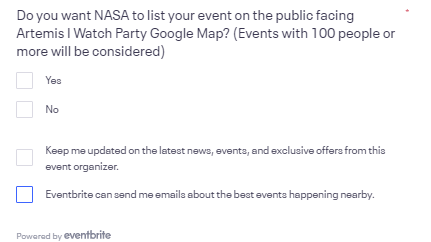 Do you want NASA to list your event on the public facing *
Artemis I Watch Party Google Map? (Events with 100 people or
more will be considered)
Yes
No
Keep me updated on the latest news, events, and exclusive offers from this
event organizer.
Eventbrite can send me emails about the best events happening nearby.
Powered by eventbrite